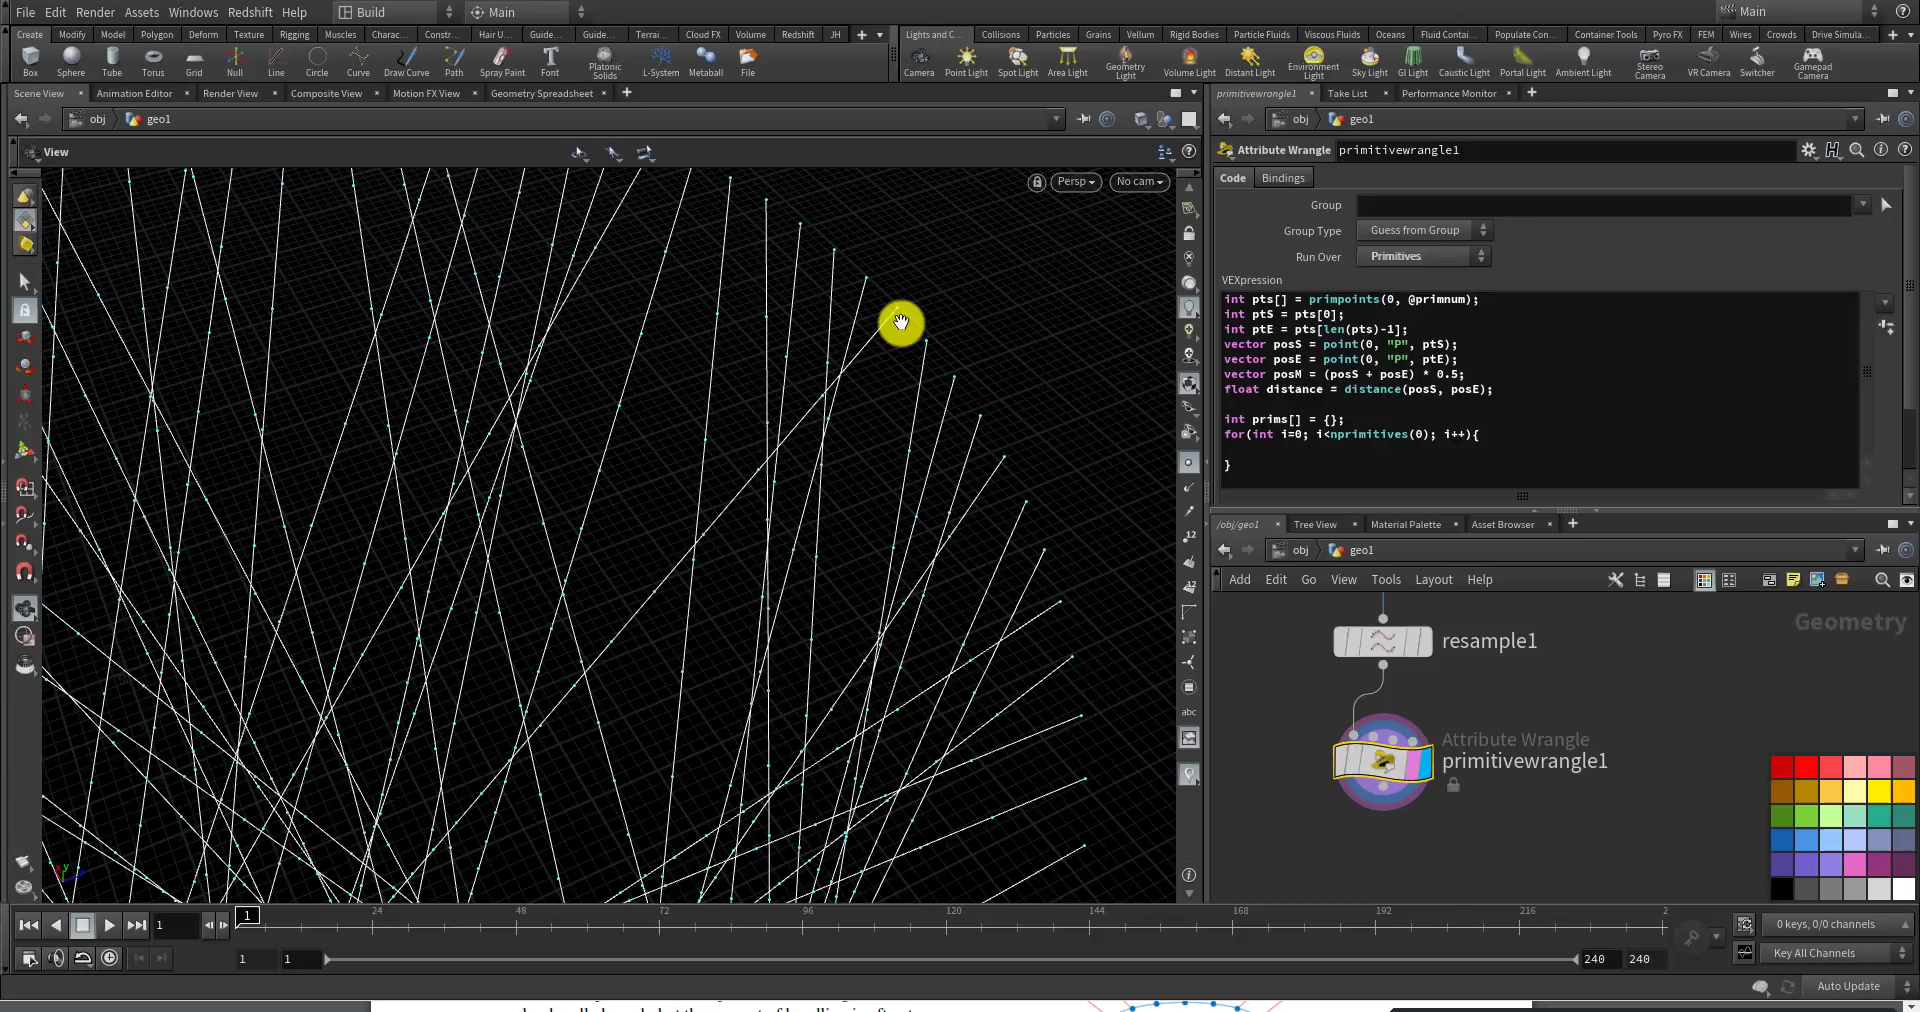 File Edit Render Assets Windows Redshift Help Build Main Main
Create Modify Model Polygon Deform Texture Rigging Muscles Charac... Constr... Hair U... Guide... Guide... Terrai... Cloud FX Volume Redshift JH
Lights and C... Collisions Particles Grains Vellum Rigid Bodies Particle Fluids Viscous Fluids Oceans Fluid Contai... Populate Con... Container Tools Pyro FX FEM Wires Crowds Drive Simula...
Box Sphere Tube Torus Grid Null Line Circle Curve Draw Curve Path Spray Paint Font Platonic Solids L-System Metaball File
Camera Point Light Spot Light Area Light Geometry Light Volume Light Distant Light Environment Light Sky Light GI Light Caustic Light Portal Light Ambient Light Stereo Camera VR Camera Switcher Gamepad Camera
Scene View Animation Editor Render View Composite View Motion FX View Geometry Spreadsheet
primitivewrangle1 Take List Performance Monitor
obj geo1
obj geo1
View
Persp No cam
Attribute Wrangle primitivewrangle1
Code Bindings
Group
Group Type Guess from Group
Run Over Primitives
VEXpression
int pts[] = primpoints(0, @primnum);
int ptS = pts[0];
int ptE = pts[len(pts)-1];
vector posS = point(0, "P", ptS);
vector posE = point(0, "P", ptE);
vector posM = (posS + posE) * 0.5;
float distance = distance(posS, posE);
int prims[] = {};
for(int i=0; i<nprimitives(0); i++){
}
/obj/geo1 Tree View Material Palette Asset Browser
obj geo1
Add Edit Go View Tools Layout Help
Geometry
resample1
Attribute Wrangle
primitivewrangle1
abc
12
1 1 24 48 72 96 120 144 168 192 216 2
0 keys, 0/0 channels
1 1 240 240
Key All Channels
Auto Update